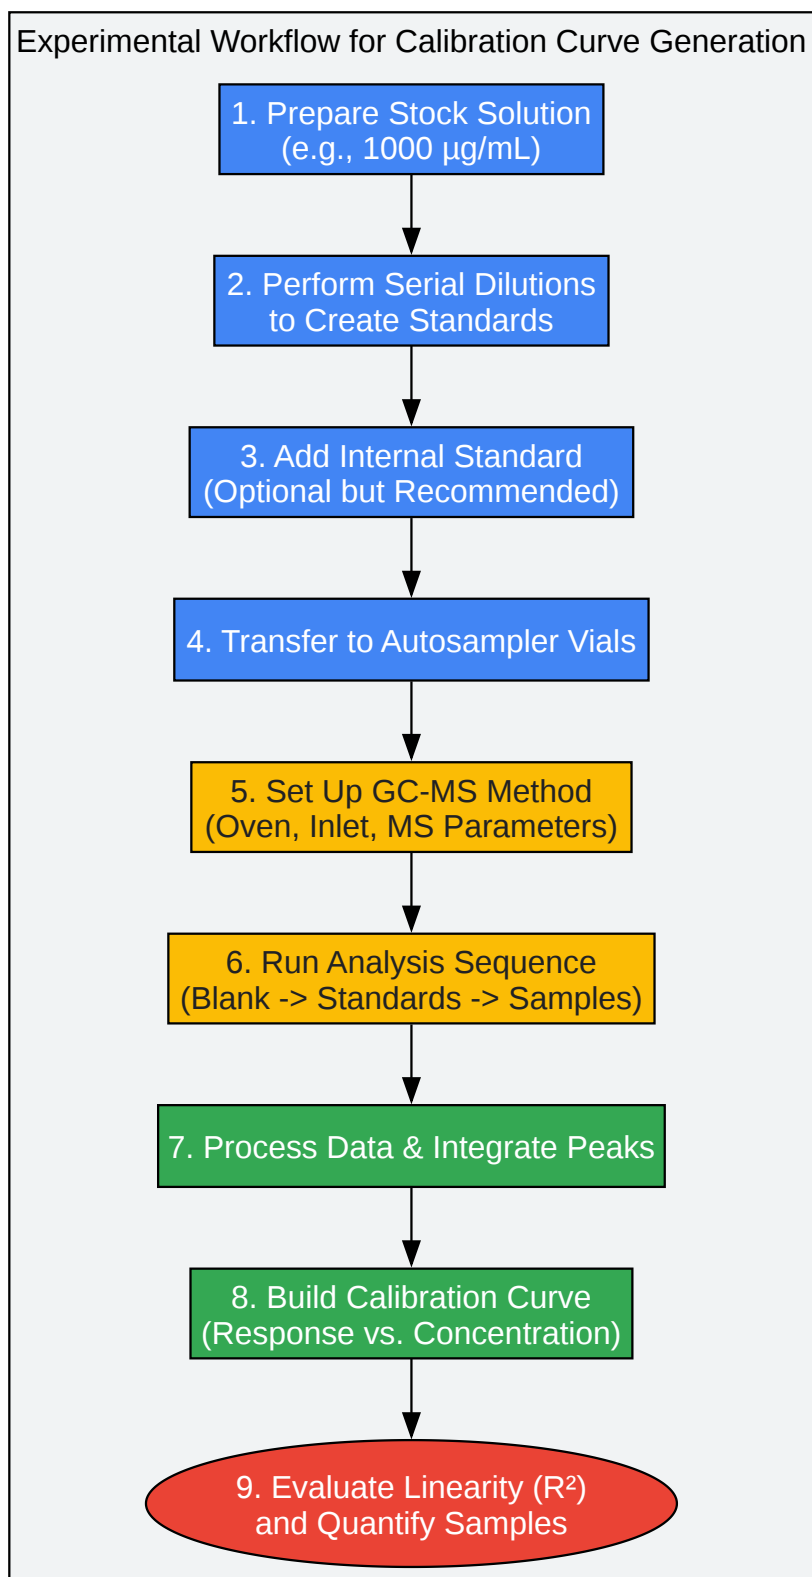 Experimental Workflow for Calibration Curve Generation
1. Prepare Stock Solution
(e.g., 1000 µg/mL)
2. Perform Serial Dilutions
to Create Standards
3. Add Internal Standard
(Optional but Recommended)
4. Transfer to Autosampler Vials
5. Set Up GC-MS Method
(Oven, Inlet, MS Parameters)
6. Run Analysis Sequence
(Blank -> Standards -> Samples)
7. Process Data & Integrate Peaks
8. Build Calibration Curve
(Response vs. Concentration)
9. Evaluate Linearity (R²)
and Quantify Samples